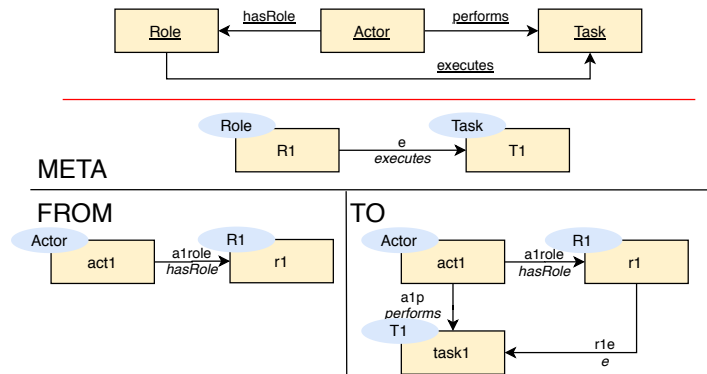 hasRole performs
Role Actor Task
executes
Role Task
R1 e T1
executes
META
FROM TO
Actor R1 Actor R1
act1 a1role r1 act1 a1role r1
hasRole hasRole
a1p
performs
T1
task1 r1e
e